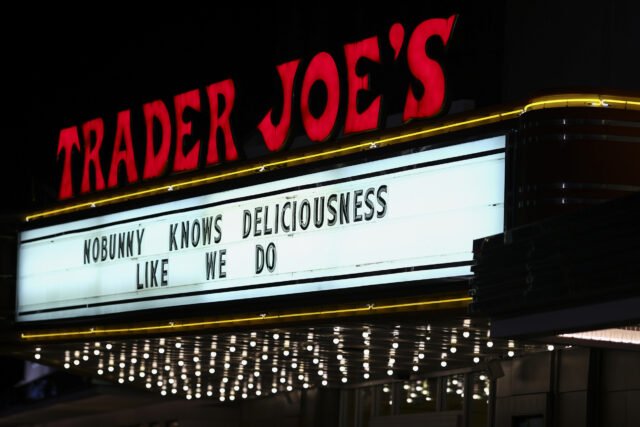 TRADER JOE'S
NOBUNNY KNOWS DELICIOUSNESS
LIKE WE DO